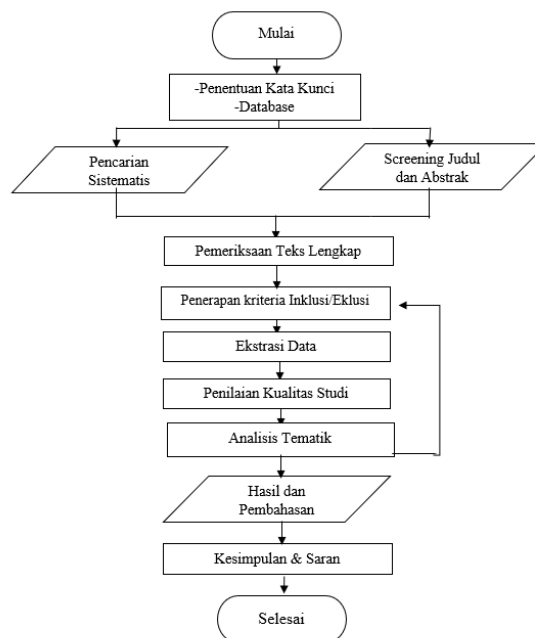 Mulai
-Penentuan Kata Kunci
-Database
Pencarian
Sistematis
Screening Judul
dan Abstrak
Pemeriksaan Teks Lengkap
Penerapan kriteria Inklusi/Eklusi
Ekstrasi Data
Penilaian Kualitas Studi
Analisis Tematik
Hasil dan
Pembahasan
Kesimpulan & Saran
Selesai